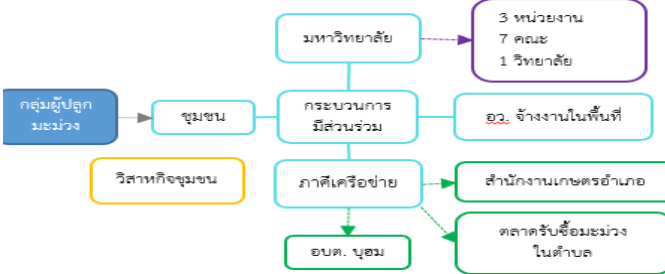 มหาวิทยาลัย
3 หน่วยงาน
7 คณะ
1 วิทยาลัย
กลุ่มผู้ปลูก
มะม่วง
ชุมชน
กระบวนการ
มีส่วนร่วม
อว. จ้างงานในพื้นที่
วิสาหกิจชุมชน
ภาคีเครือข่าย
สำนักงานเกษตรอำเภอ
อบต. บุฮม
ตลาดรับซื้อมะม่วง
ในตำบล